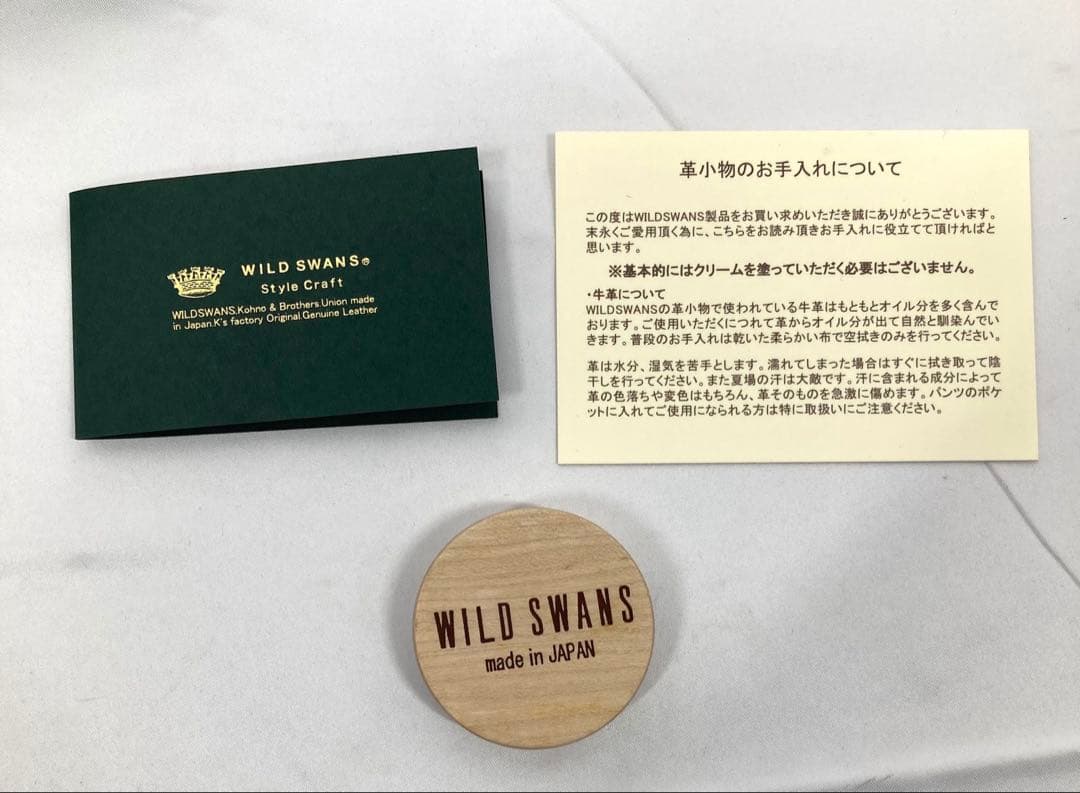 WILD SWANS®
Style Craft
WILDSWANS.Kohno & Brothers.Union made
in Japan.K's factory Original.Genuine Leather
革小物のお手入れについて
この度はWILDSWANS製品をお買い求めいただき誠にありがとうございます。
末永くご愛用頂く為に、こちらをお読み頂きお手入れに役立てて頂ければと
思います。
※基本的にはクリームを塗っていただく必要はございません。
・牛革について
WILDSWANSの革小物で使われている牛革はもともとオイル分を多く含んで
おります。ご使用いただくにつれて革からオイル分が出て自然と馴染んでい
きます。普段のお手入れは乾いた柔らかい布で空拭きのみを行ってください。
革は水分、湿気を苦手とします。濡れてしまった場合はすぐに拭き取って陰
干しを行ってください。また夏場の汗は大敵です。汗に含まれる成分によって
革の色落ちや変色はもちろん、革そのものを急激に傷めます。パンツのポケ
ットに入れてご使用になられる方は特に取扱いにご注意ください。
WILD SWANS
made in JAPAN